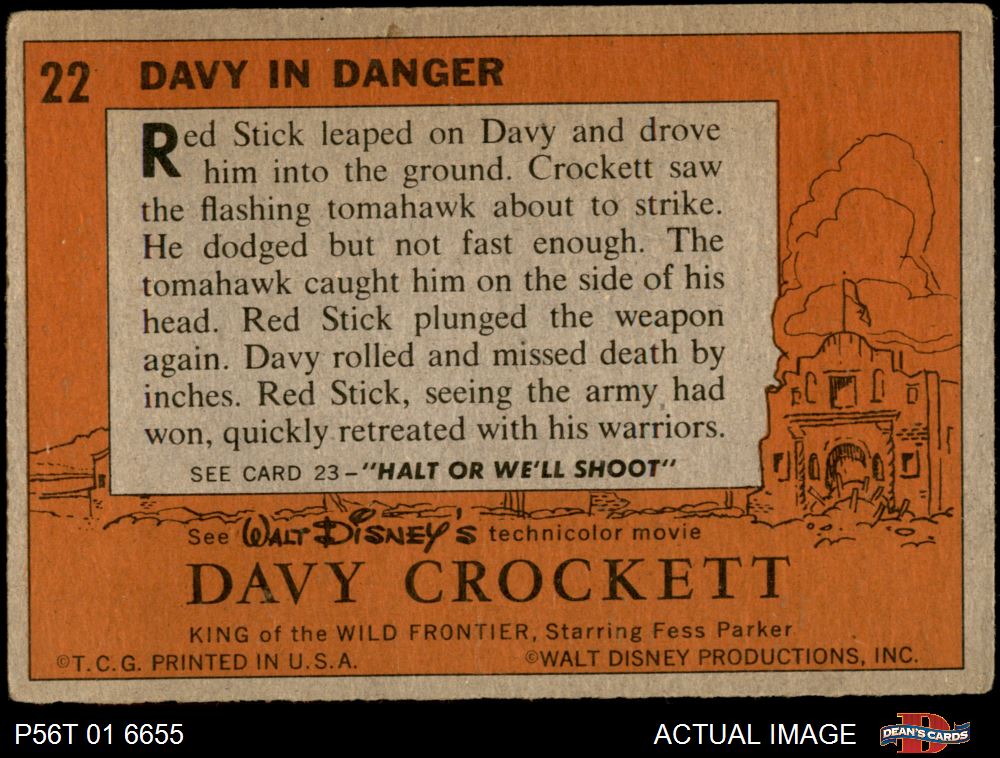 22 DAVY IN DANGER
Red Stick leaped on Davy and drove
him into the ground. Crockett saw
the flashing tomahawk about to strike.
He dodged but not fast enough. The
tomahawk caught him on the side of his
head. Red Stick plunged the weapon
again. Davy rolled and missed death by
inches. Red Stick, seeing the army had
won, quickly retreated with his warriors.
SEE CARD 23-"HALT OR WE'LL SHOOT"
See WALT DISNEY'S technicolor movie
DAVY CROCKETT
KING of the WILD FRONTIER, Starring Fess Parker
©T.C.G. PRINTED IN U.S.A. ©WALT DISNEY PRODUCTIONS, INC.
P56T 01 6655 ACTUAL IMAGE DEAN'S CARDS